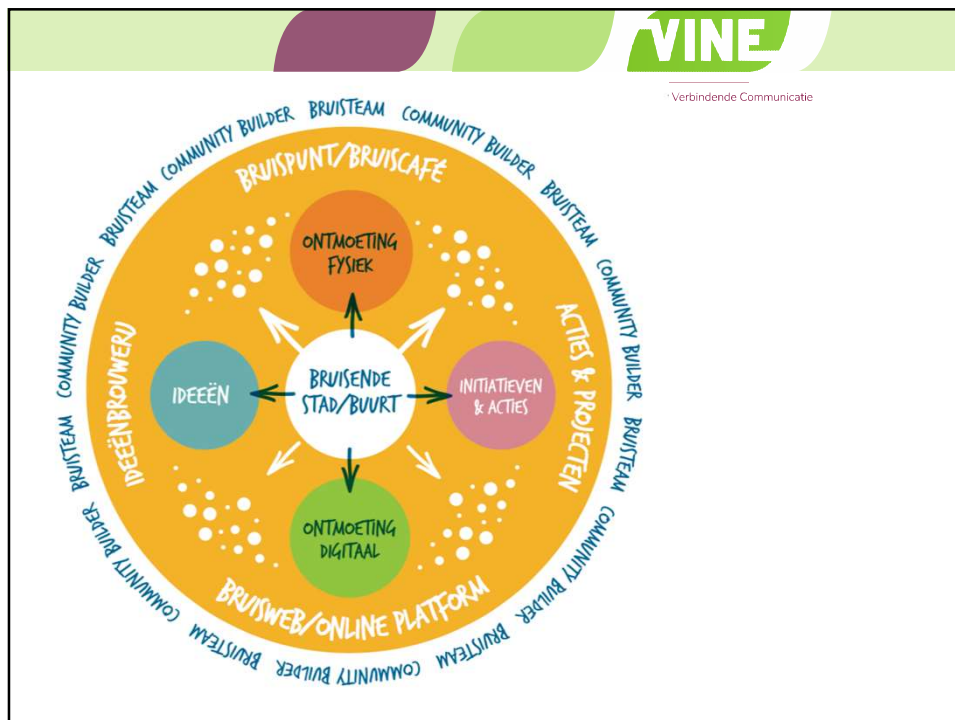 VINE
Verbindende Communicatie
BRUISTEAM COMMUNITY BUILDER BRUISTEAM COMMUNITY BUILDER BRUISTEAM COMMUNITY BUILDER BRUISTEAM COMMUNITY BUILDER BRUISTEAM COMMUNITY BUILDER BRUISTEAM COMMUNITY BUILDER BRUISTEAM COMMUNITY BUILDER
BRUISPUNT/BRUISCAFÉ
ONTMOETING
FYSIEK
IDEEËNBROUWERIJ
IDEEËN
BRUISENDE
STAD/BUURT
INITIATIEVEN
& ACTIES
ACTIES & PROJECTEN
ONTMOETING
DIGITAAL
BRUISWEB/ONLINE PLATFORM